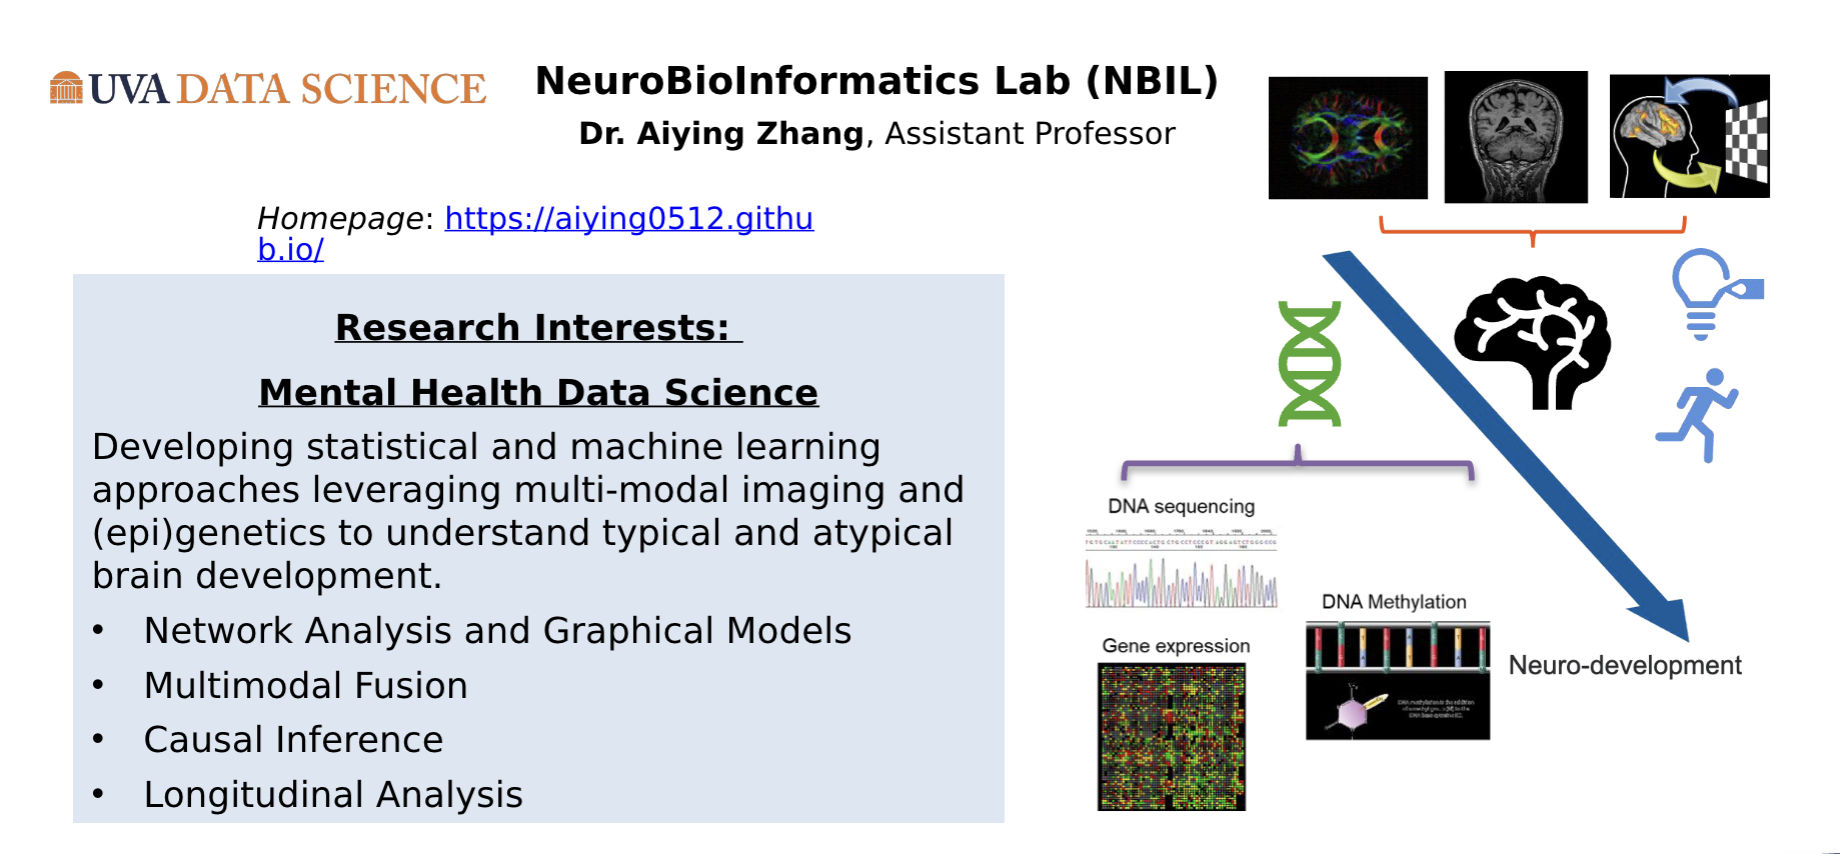 UVA DATA SCIENCE
NeuroBioInformatics Lab (NBIL)
Dr. Aiying Zhang, Assistant Professor
Homepage: https://aiying0512.githu
b.io/
Research Interests:
Mental Health Data Science
Developing statistical and machine learning
approaches leveraging multi-modal imaging and
(epi)genetics to understand typical and atypical
brain development.
• Network Analysis and Graphical Models
• Multimodal Fusion
• Causal Inference
• Longitudinal Analysis
DNA sequencing
DNA Methylation
Gene expression
Neuro-development